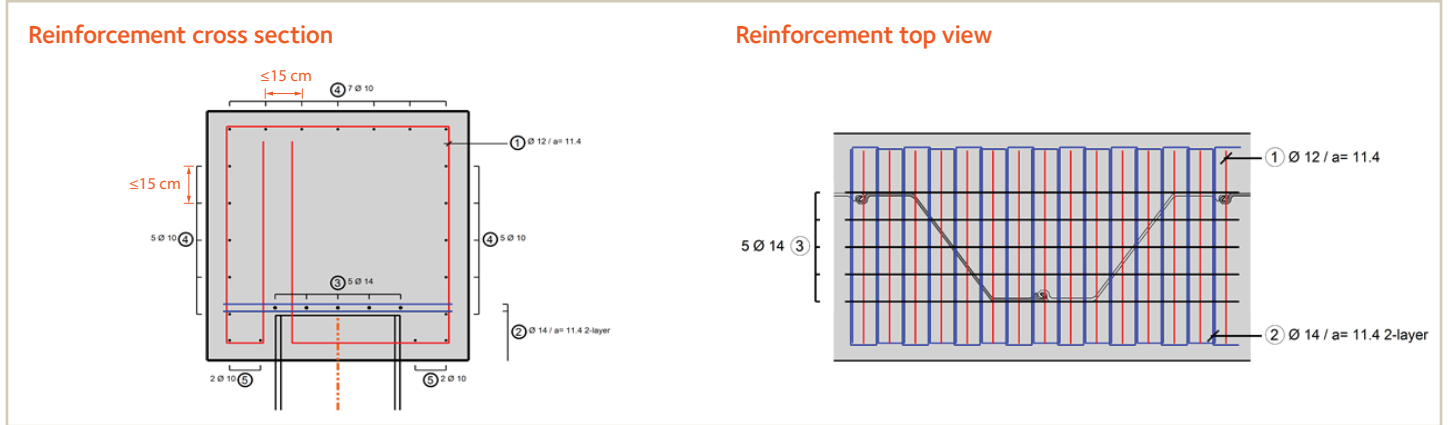 Reinforcement cross section
≤15 cm
④ 7 Ø 10
① Ø 12 / a= 11.4
≤15 cm
5 Ø 10 ④
④ 5 Ø 10
③ 5 Ø 14
② Ø 14 / a= 11.4 2-layer
2 Ø 10 ⑤
⑤ 2 Ø 10
Reinforcement top view
① Ø 12 / a= 11.4
5 Ø 14 ③
② Ø 14 / a= 11.4 2-layer